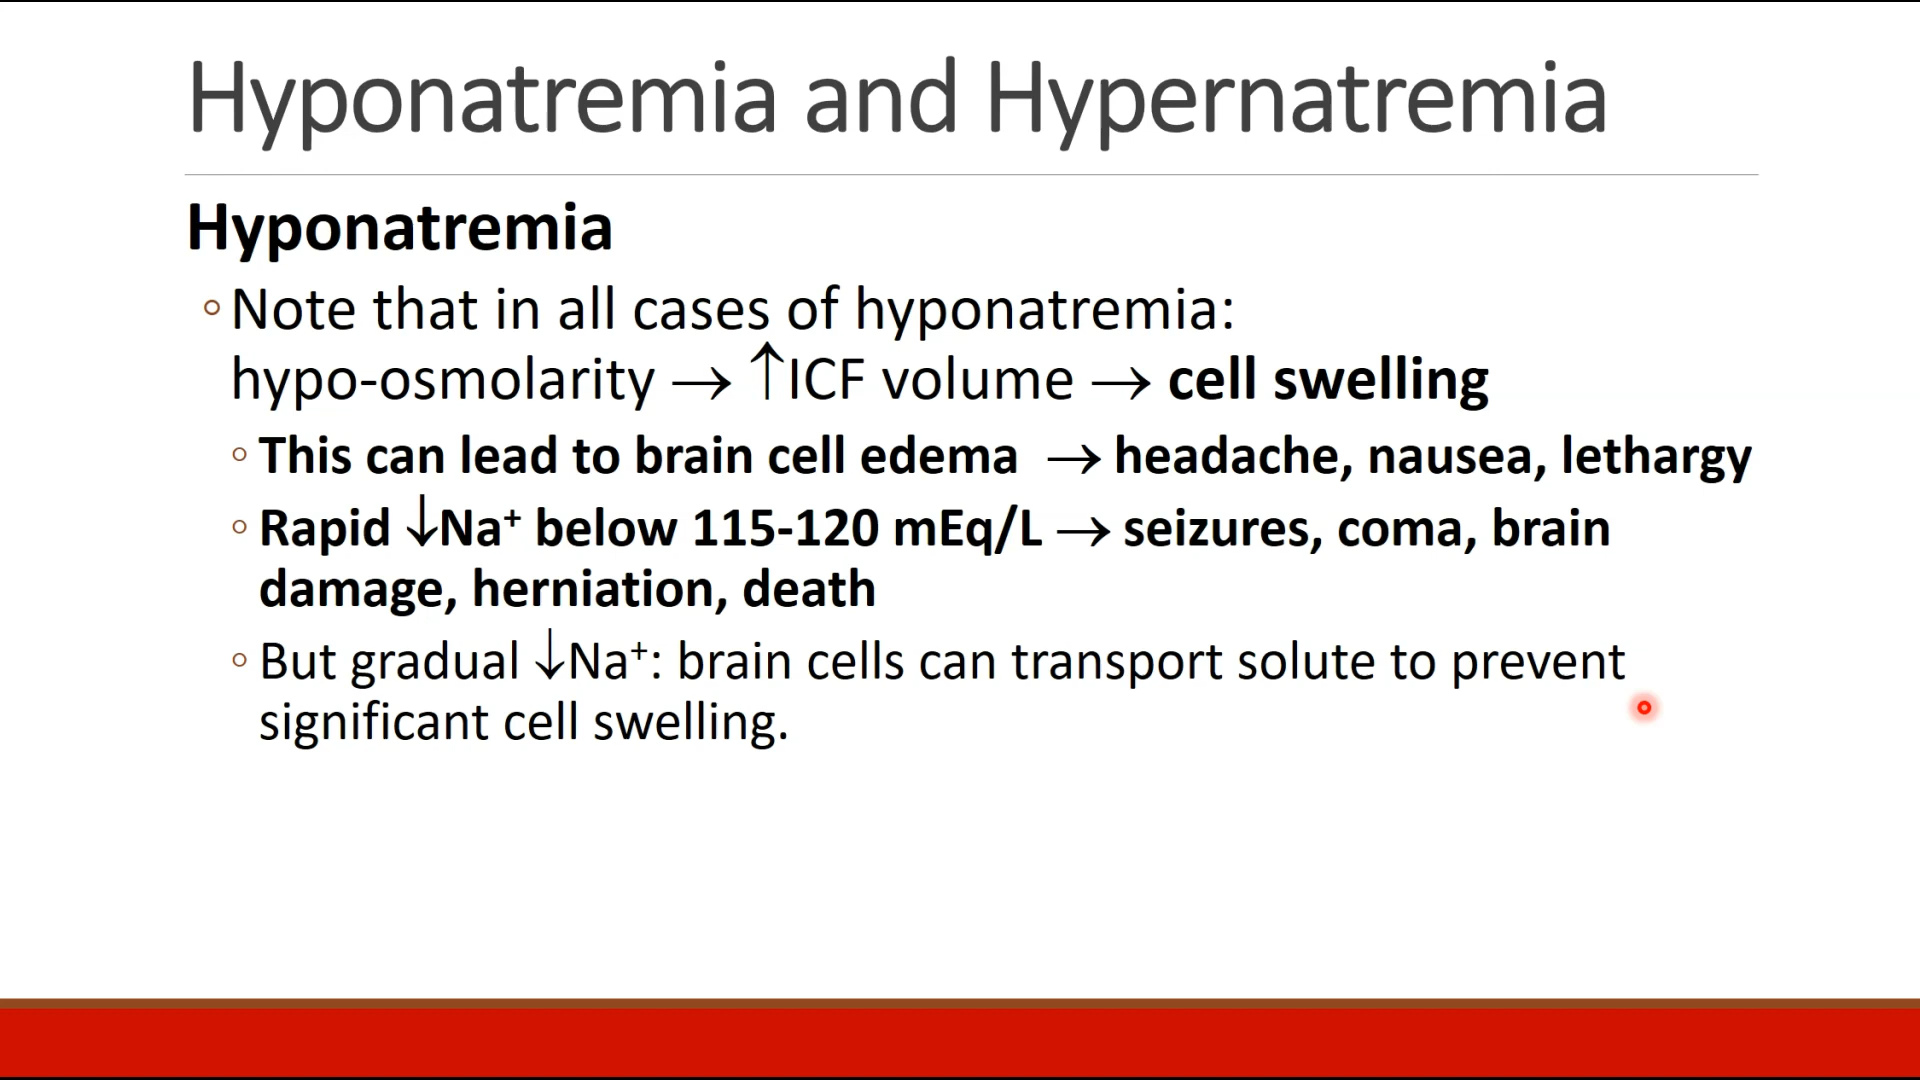 Hyponatremia and Hypernatremia
Hyponatremia
◦Note that in all cases of hyponatremia:
hypo-osmolarity → ↑ICF volume → cell swelling
◦This can lead to brain cell edema → headache, nausea, lethargy
◦Rapid ↓Na⁺ below 115-120 mEq/L → seizures, coma, brain
damage, herniation, death
◦But gradual ↓Na⁺: brain cells can transport solute to prevent
significant cell swelling.